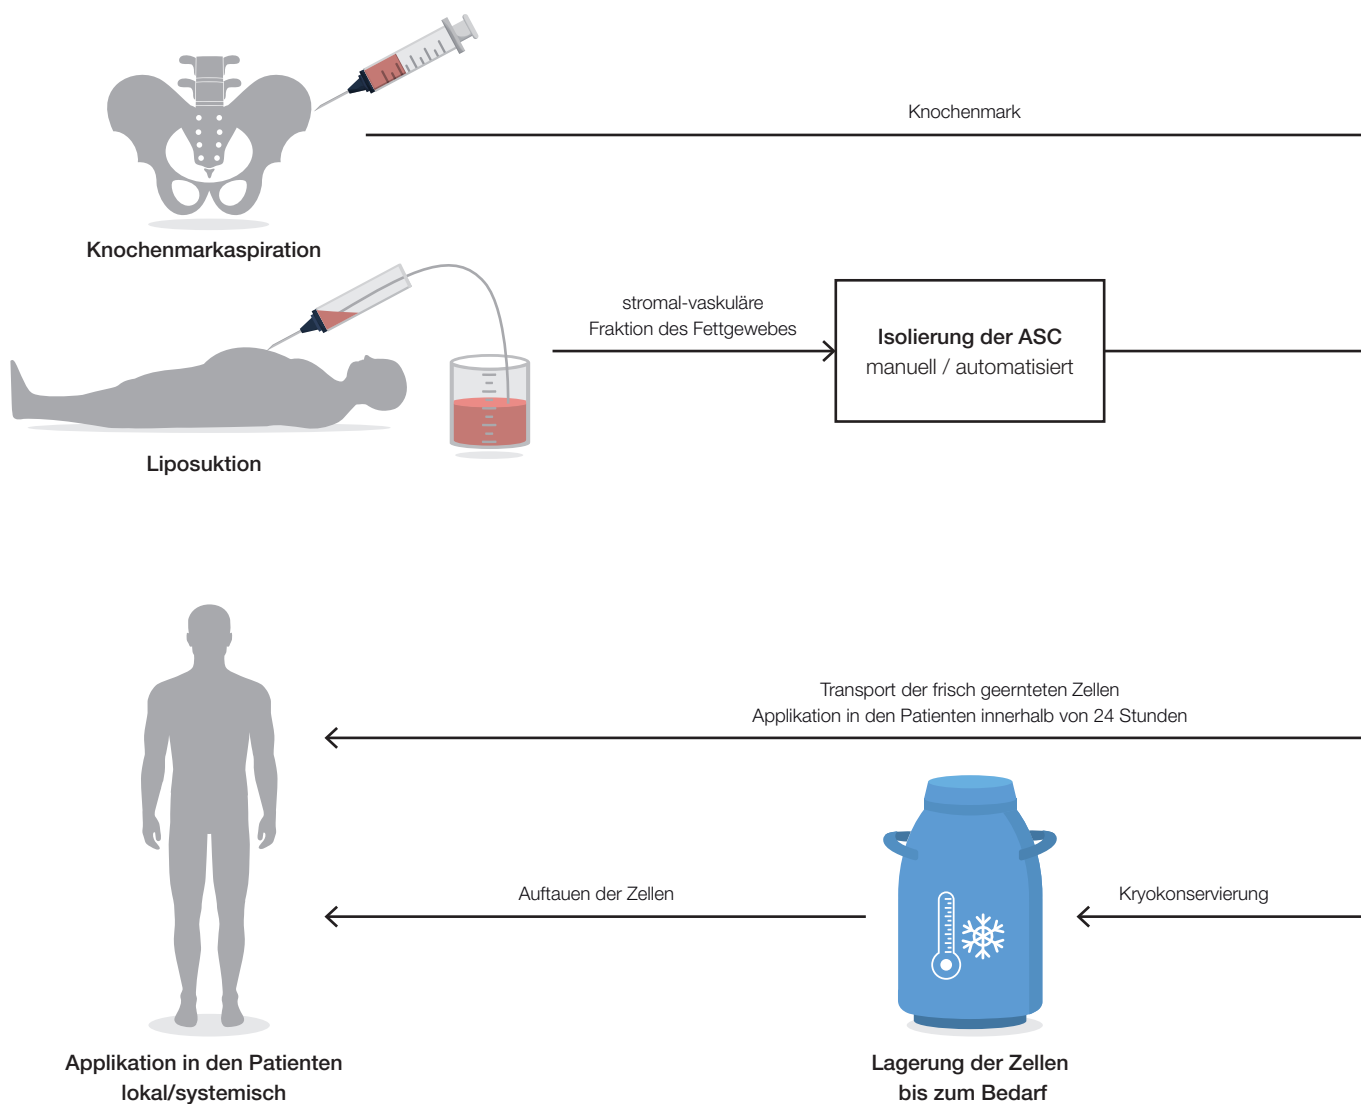 Knochenmark
Knochenmarkaspiration
stromal-vaskuläre
Fraktion des Fettgewebes
Isolierung der ASC
manuell / automatisiert
Liposuktion
Transport der frisch geernteten Zellen
Applikation in den Patienten innerhalb von 24 Stunden
Auftauen der Zellen
Kryokonservierung
Applikation in den Patienten
lokal/systemisch
Lagerung der Zellen
bis zum Bedarf